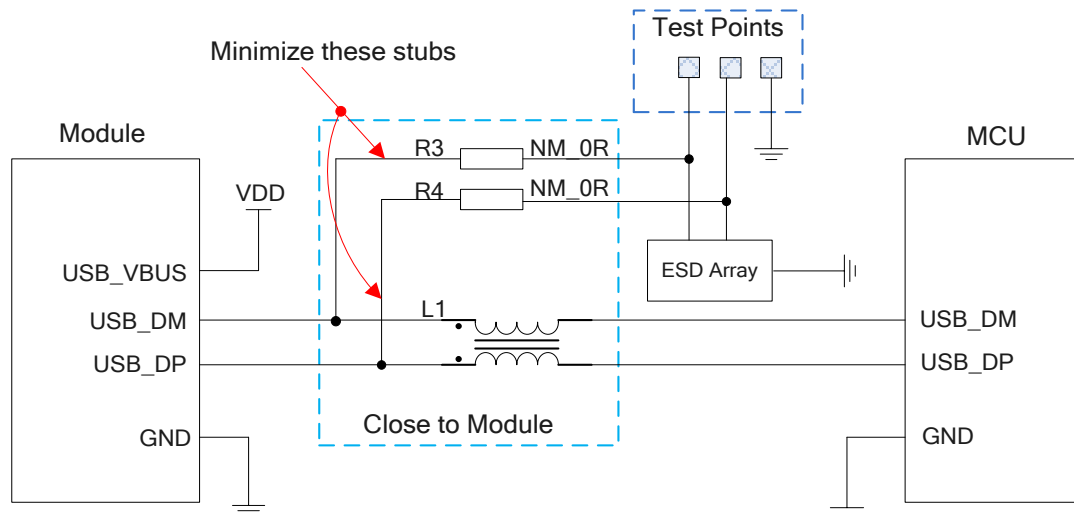 Test Points
Minimize these stubs
Module
MCU
R3
NM_0R
R4
NM_0R
VDD
ESD Array
USB_VBUS
USB_DM
L1
USB_DM
USB_DP
USB_DP
Close to Module
GND
GND